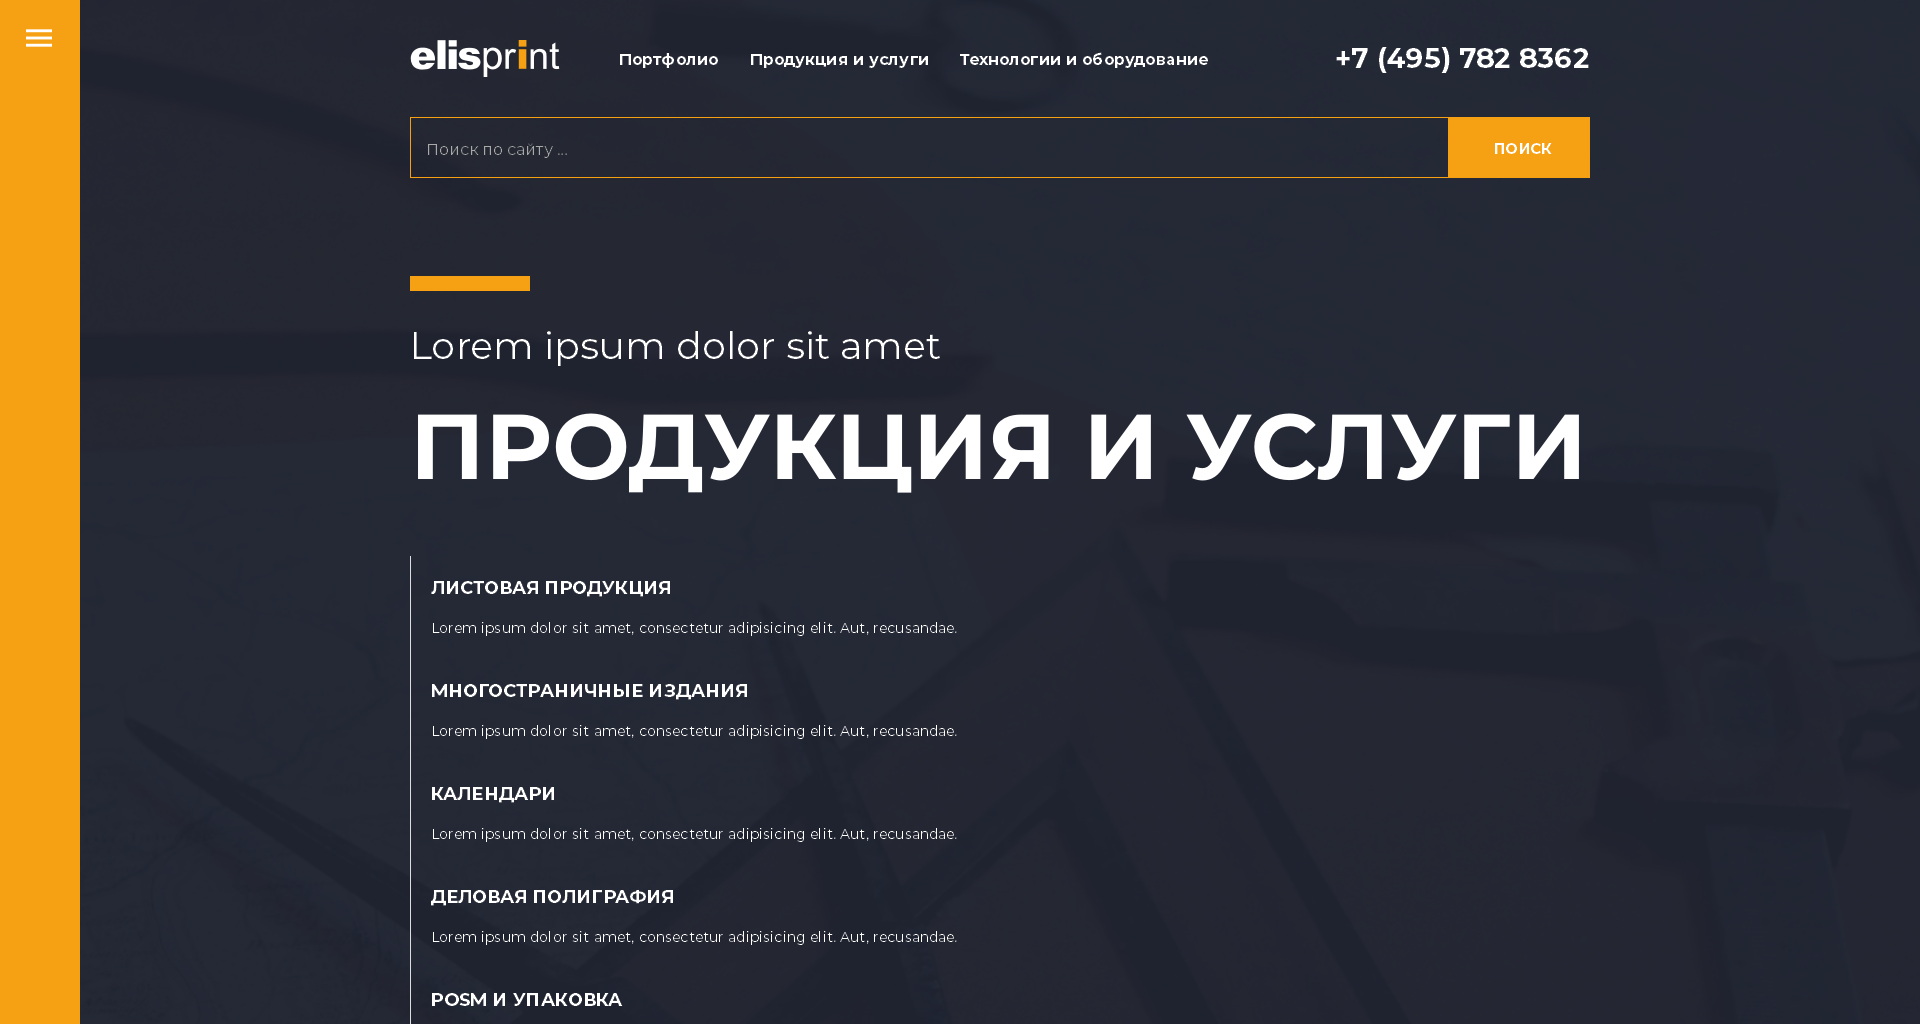 elisprint
Портфолио
Продукция и услуги
Технологии и оборудование
+7 (495) 782 8362
Поиск по сайту ...
ПОИСК
Lorem ipsum dolor sit amet
ПРОДУКЦИЯ И УСЛУГИ
ЛИСТОВАЯ ПРОДУКЦИЯ
Lorem ipsum dolor sit amet, consectetur adipisicing elit. Aut, recusandae.
МНОГОСТРАНИЧНЫЕ ИЗДАНИЯ
Lorem ipsum dolor sit amet, consectetur adipisicing elit. Aut, recusandae.
КАЛЕНДАРИ
Lorem ipsum dolor sit amet, consectetur adipisicing elit. Aut, recusandae.
ДЕЛОВАЯ ПОЛИГРАФИЯ
Lorem ipsum dolor sit amet, consectetur adipisicing elit. Aut, recusandae.
POSM И УПАКОВКА